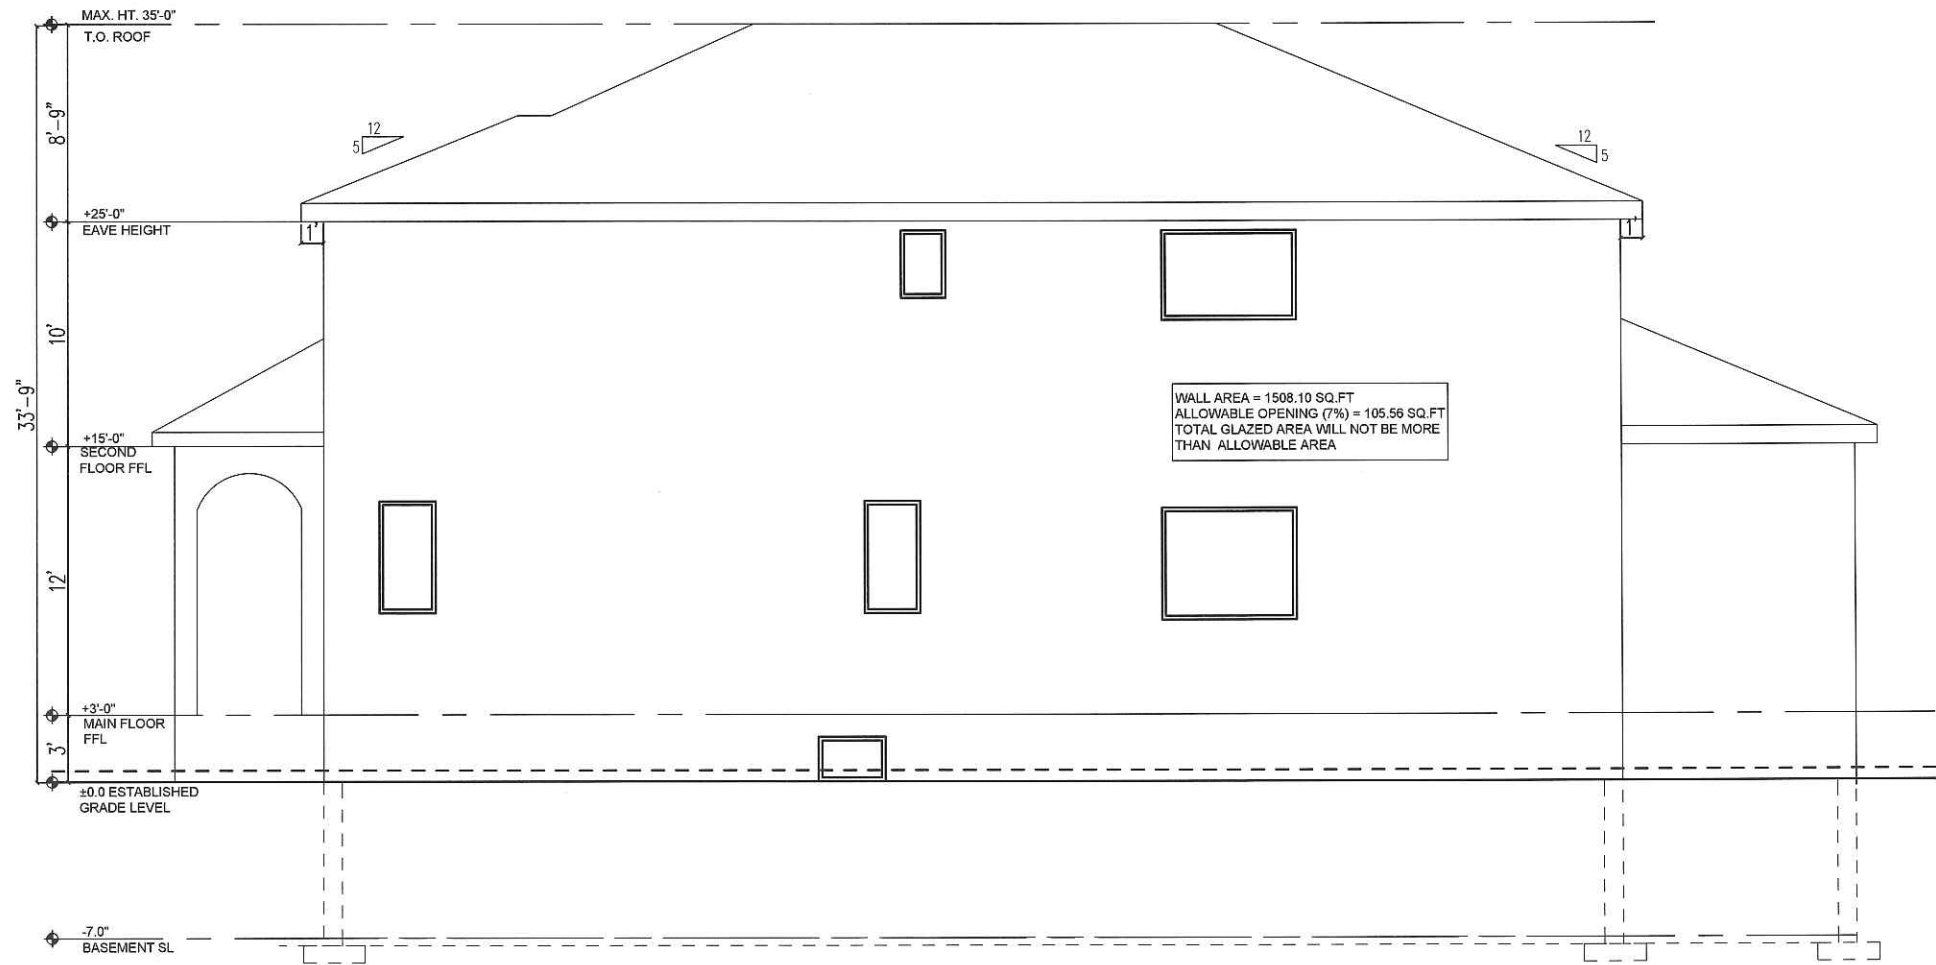 MAX. HT. 35'-0"
T.O. ROOF
8'-9"
12
5
12
5
+25'-0"
EAVE HEIGHT
1'
1'
10'
33'-9"
WALL AREA = 1508.10 SQ.FT
ALLOWABLE OPENING (7%) = 105.56 SQ.FT
TOTAL GLAZED AREA WILL NOT BE MORE
THAN ALLOWABLE AREA
+15'-0"
SECOND
FLOOR FFL
12'
+3'-0"
MAIN FLOOR
FFL
3'
±0.0 ESTABLISHED
GRADE LEVEL
-7.0"
BASEMENT SL